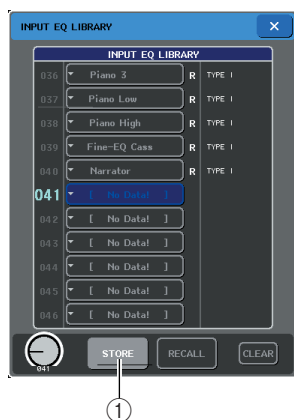 INPUT EQ LIBRARY ×
INPUT EQ LIBRARY
036 Piano 3 R TYPE I
037 Piano Low R TYPE I
038 Piano High R TYPE I
039 Fine-EQ Cass R TYPE I
040 Narrator R TYPE I
041 [ No Data! ]
042 [ No Data! ]
043 [ No Data! ]
044 [ No Data! ]
045 [ No Data! ]
046 [ No Data! ]
041 STORE RECALL CLEAR
1